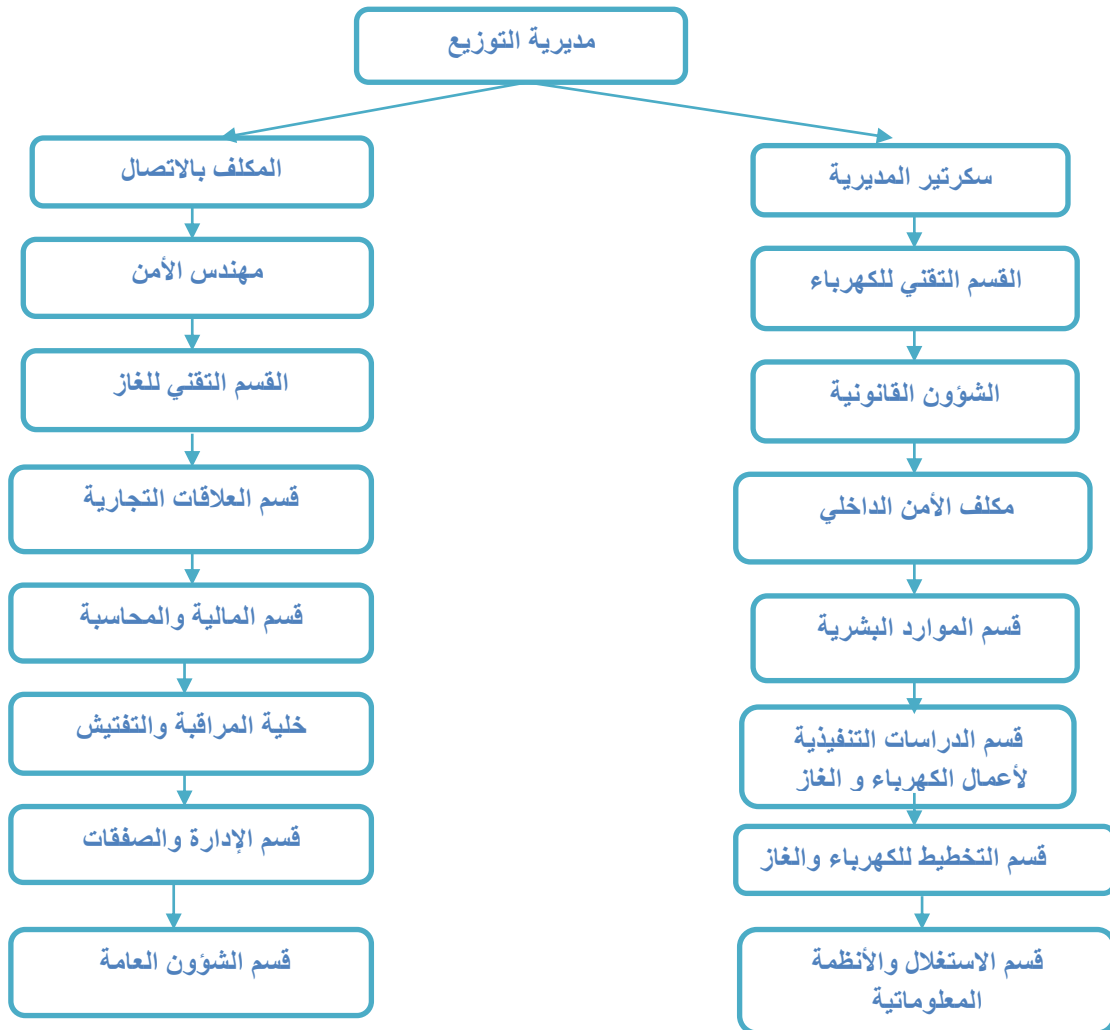 مديرية التوزيع
سكرتير المديرية
القسم التقني للكهرباء
الشؤون القانونية
مكلف الأمن الداخلي
قسم الموارد البشرية
قسم الدراسات التنفيذية
لأعمال الكهرباء و الغاز
قسم التخطيط للكهرباء والغاز
قسم الاستغلال والأنظمة
المعلوماتية
المكلف بالاتصال
مهندس الأمن
القسم التقني للغاز
قسم العلاقات التجارية
قسم المالية والمحاسبة
خلية المراقبة والتفتيش
قسم الإدارة والصفقات
قسم الشؤون العامة